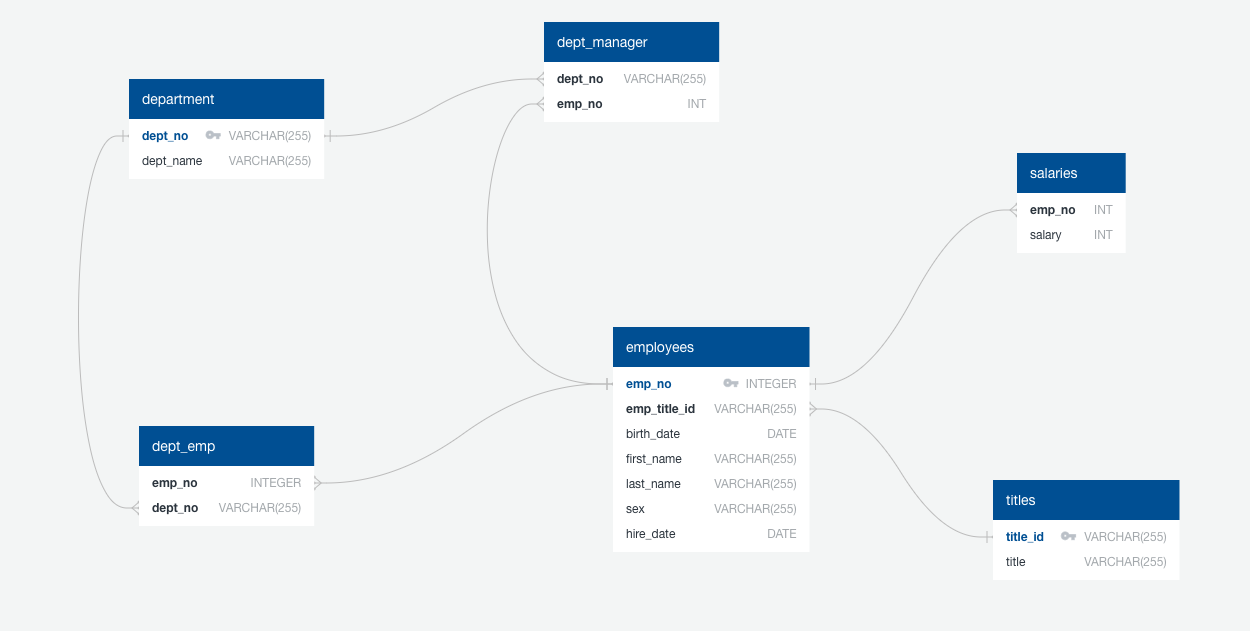 dept_manager
dept_no VARCHAR(255)
emp_no INT
department
dept_no VARCHAR(255)
dept_name VARCHAR(255)
salaries
emp_no INT
salary INT
employees
emp_no INTEGER
emp_title_id VARCHAR(255)
birth_date DATE
first_name VARCHAR(255)
last_name VARCHAR(255)
sex VARCHAR(255)
hire_date DATE
dept_emp
emp_no INTEGER
dept_no VARCHAR(255)
titles
title_id VARCHAR(255)
title VARCHAR(255)